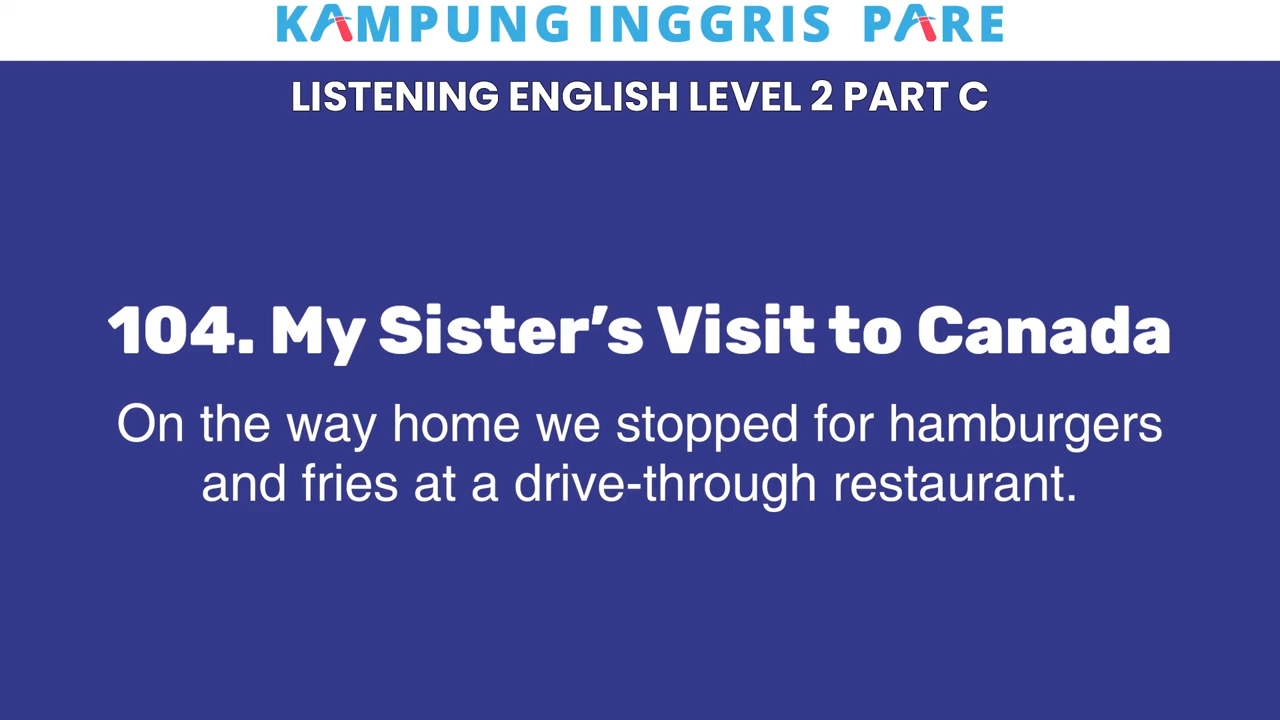 KAMPUNG INGGRIS PARE
LISTENING ENGLISH LEVEL 2 PART C
104. My Sister’s Visit to Canada
On the way home we stopped for hamburgers
and fries at a drive-through restaurant.